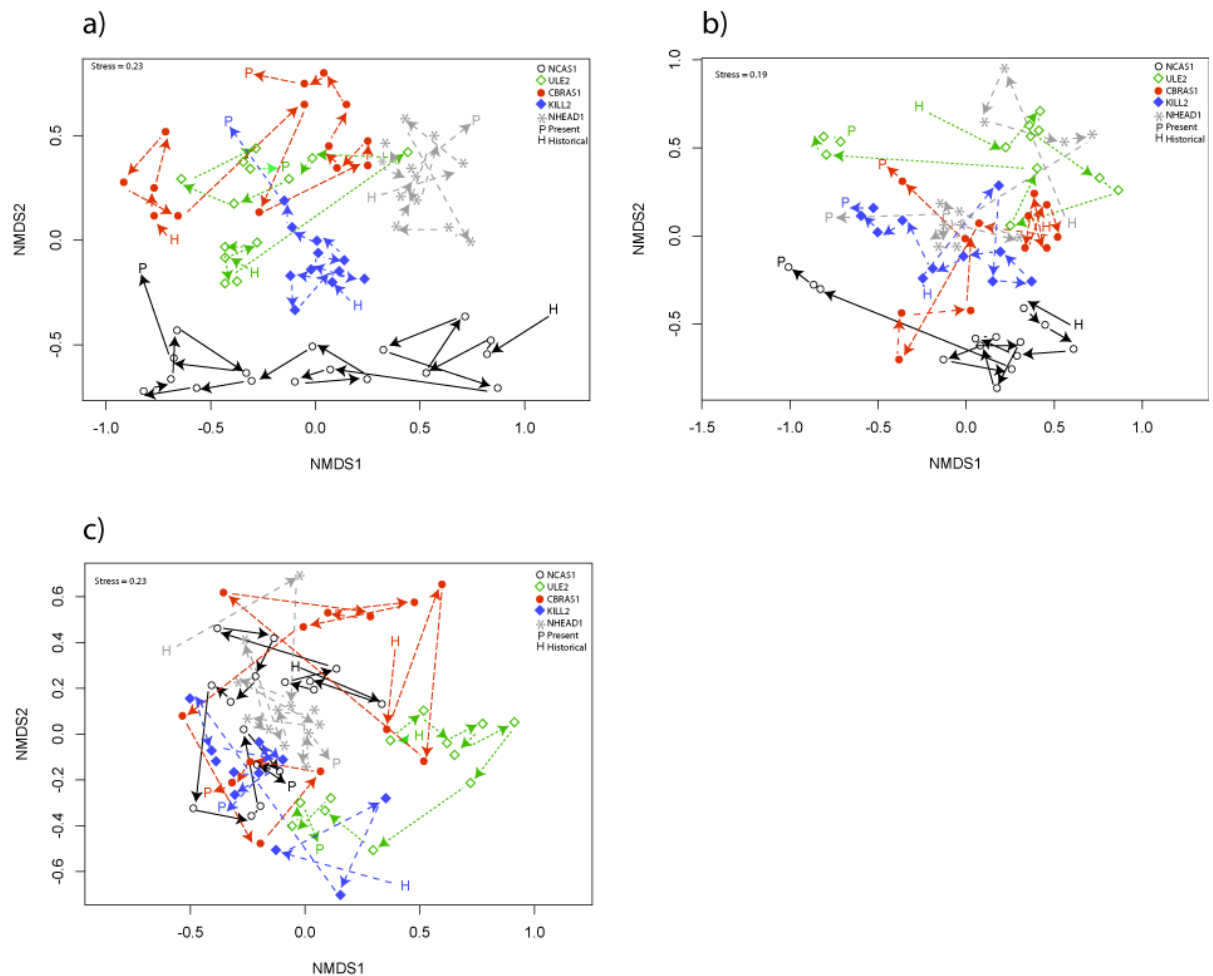 a)
Stress = 0.23
NCAS1
ULE2
CBRAS1
KILL2
NHEAD1
P Present
H Historical
P
P
P
P
H
H
H
H
P
H
0.5
0.0
-0.5
NMDS2
-1.0 -0.5 0.0 0.5 1.0
NMDS1
b)
Stress = 0.19
NCAS1
ULE2
CBRAS1
KILL2
NHEAD1
P Present
H Historical
H
P
P
P
P
H
H
H
P
H
1.0
0.5
0.0
-0.5
NMDS2
-1.5 -1.0 -0.5 0.0 0.5 1.0
NMDS1
c)
Stress = 0.23
NCAS1
ULE2
CBRAS1
KILL2
NHEAD1
P Present
H Historical
H
H
H
H
P
P
P
P
P
H
0.6
0.4
0.2
0.0
-0.2
-0.4
-0.6
NMDS2
-0.5 0.0 0.5 1.0
NMDS1